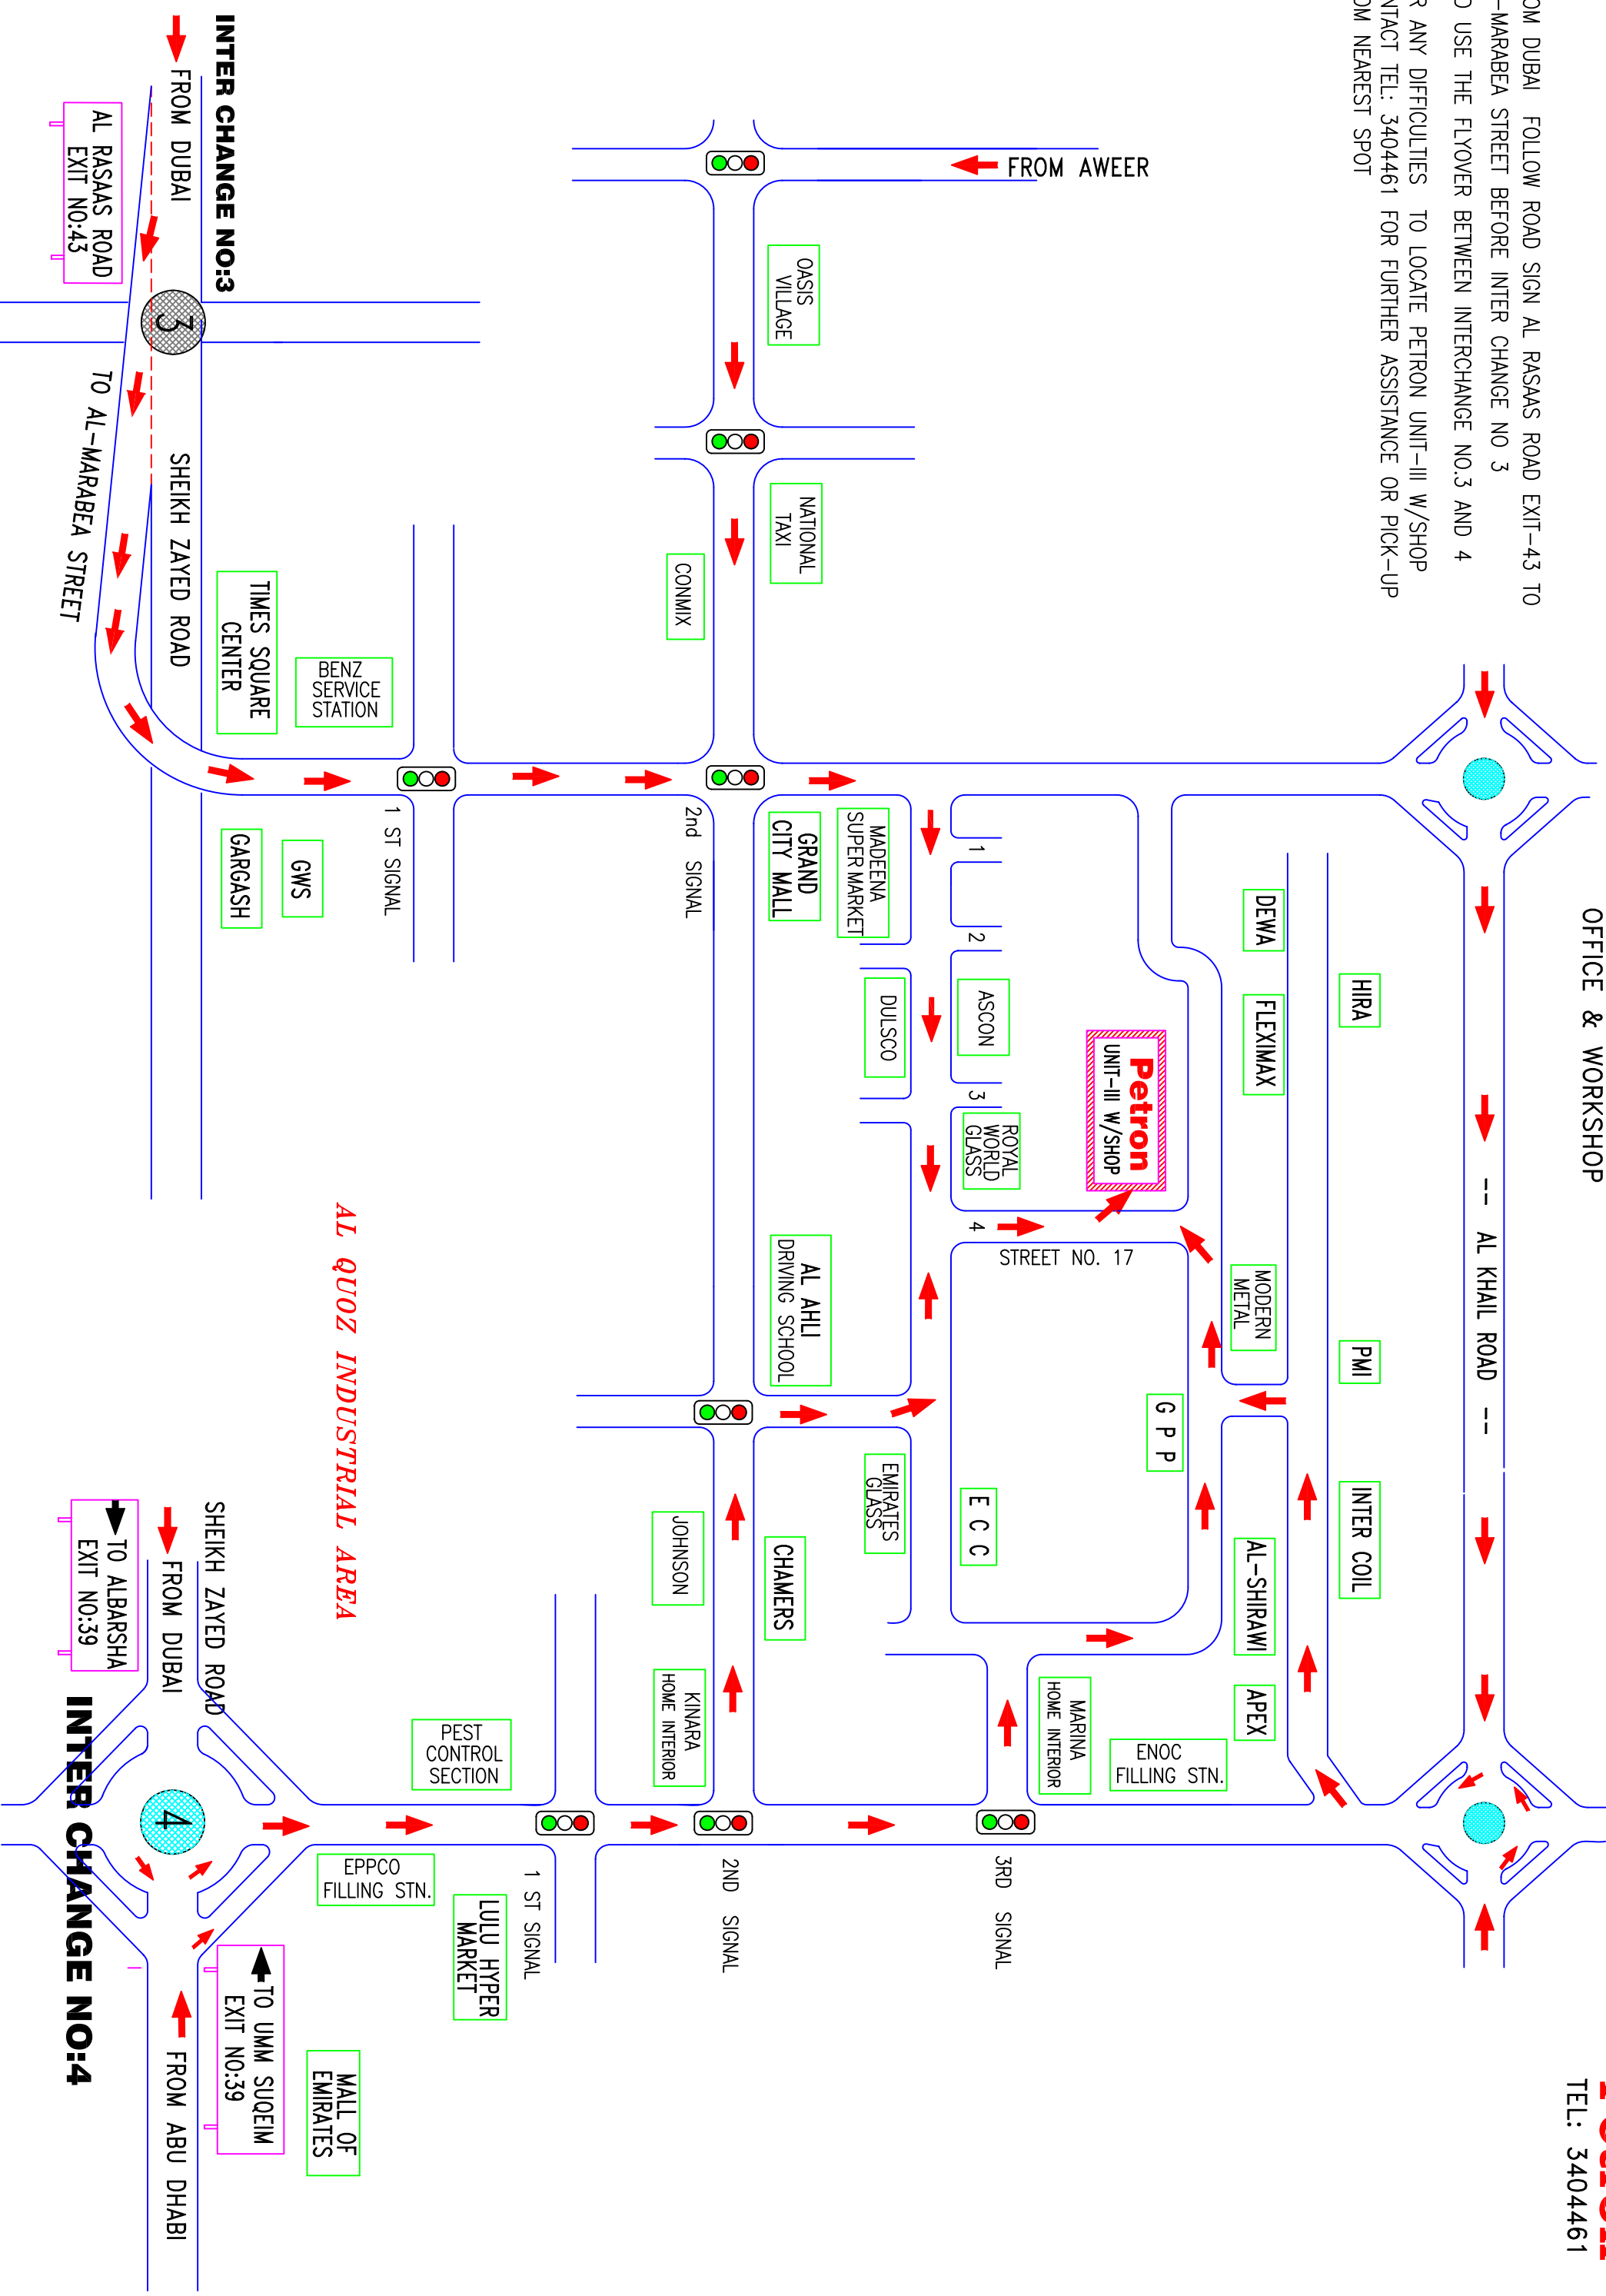 OFFICE & WORKSHOP
TEL: 3404461
OM DUBAI FOLLOW ROAD SIGN AL RASAAS ROAD EXIT-43 TO
-MARABEA STREET BEFORE INTER CHANGE NO 3
O USE THE FLYOVER BETWEEN INTERCHANGE NO.3 AND 4
R ANY DIFFICULTIES TO LOCATE PETRON UNIT-III W/SHOP
NTACT TEL: 3404461 FOR FURTHER ASSISTANCE OR PICK-UP
OM NEAREST SPOT
-- AL KHAIL ROAD --
HIRA
PMI
INTER COIL
DEWA
FLEXIMAX
MODERN
METAL
AL-SHIRAWI
APEX
FROM AWEER
Petron
UNIT-III W/SHOP
G P P
ENOC
FILLING STN.
STREET NO. 17
MARINA
HOME INTERIOR
1
2
3
4
ASCON
ROYAL
WORLD
GLASS
E C C
3RD SIGNAL
MADEENA
SUPER MARKET
DULSCO
EMIRATES
GLASS
OASIS
VILLAGE
NATIONAL
TAXI
GRAND
CITY MALL
AL AHLI
DRIVING SCHOOL
CHAMERS
CONMIX
2nd SIGNAL
JOHNSON
KINARA
HOME INTERIOR
2ND SIGNAL
1 ST SIGNAL
1 ST SIGNAL
BENZ
SERVICE
STATION
GWS
AL QUOZ INDUSTRIAL AREA
PEST
CONTROL
SECTION
LULU HYPER
MARKET
EPPCO
FILLING STN.
MALL OF
EMIRATES
INTER CHANGE NO:3
TIMES SQUARE
CENTER
GARGASH
FROM DUBAI
3
SHEIKH ZAYED ROAD
AL RASAAS ROAD
EXIT NO:43
TO AL-MARABEA STREET
SHEIKH ZAYED ROAD
FROM DUBAI
4
TO UMM SUQEIM
EXIT NO:39
FROM ABU DHABI
TO ALBARSHA
EXIT NO:39
INTER CHANGE NO:4